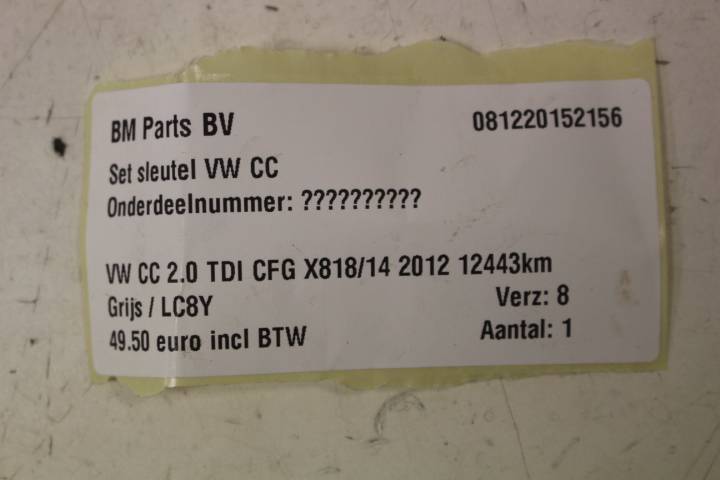 BM Parts BV
081220152156
Set sleutel VW CC
Onderdeelnummer: ??????????
VW CC 2.0 TDI CFG X818/14 2012 12443km
Grijs / LC8Y
Verz: 8
49.50 euro incl BTW
Aantal: 1